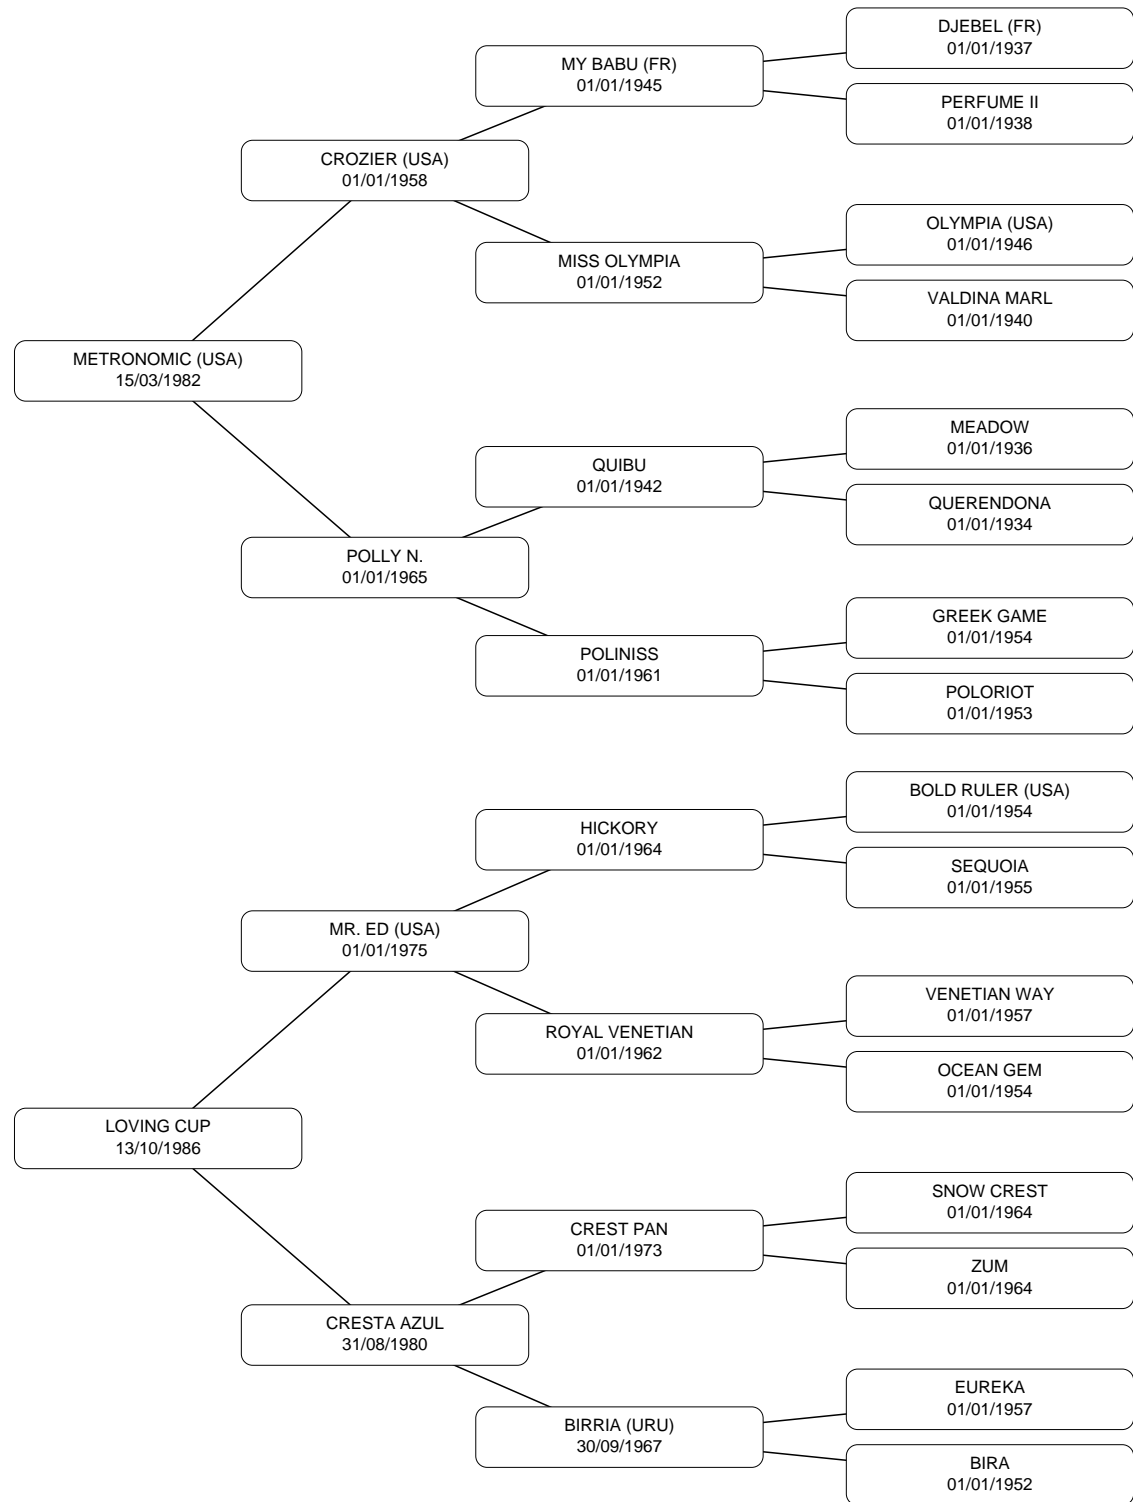 DJEBEL (FR)
01/01/1937
MY BABU (FR)
01/01/1945
PERFUME II
01/01/1938
CROZIER (USA)
01/01/1958
OLYMPIA (USA)
01/01/1946
MISS OLYMPIA
01/01/1952
VALDINA MARL
01/01/1940
METRONOMIC (USA)
15/03/1982
MEADOW
01/01/1936
QUIBU
01/01/1942
QUERENDONA
01/01/1934
POLLY N.
01/01/1965
GREEK GAME
01/01/1954
POLINISS
01/01/1961
POLORIOT
01/01/1953
BOLD RULER (USA)
01/01/1954
HICKORY
01/01/1964
SEQUOIA
01/01/1955
MR. ED (USA)
01/01/1975
VENETIAN WAY
01/01/1957
ROYAL VENETIAN
01/01/1962
OCEAN GEM
01/01/1954
LOVING CUP
13/10/1986
SNOW CREST
01/01/1964
CREST PAN
01/01/1973
ZUM
01/01/1964
CRESTA AZUL
31/08/1980
EUREKA
01/01/1957
BIRRIA (URU)
30/09/1967
BIRA
01/01/1952